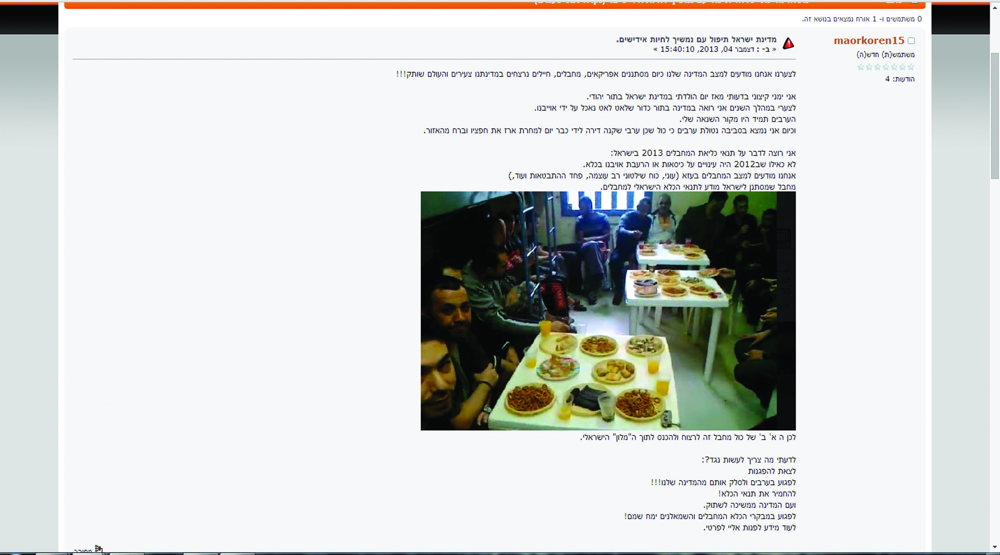 0 משתמשים ו- 1 אורח נמצאים בנושא זה.
maorkoren15
משתמש(ת) חדש(ה)
הודעות: 4
מדינת ישראל תיפול עם נמשיך לחיות אידישים.
« ב- : דצמבר 04, 2013, 15:40:10 »
לצערנו אנחנו מודעים למצב המדינה שלנו כיום מסתננים אפריקאים, מחבלים, חיילים נרצחים במדינתנו צעירים והעולם שותק!!!
אני ימני קיצוני בדעותי מאז יום הולדתי במדינת ישראל בתור יהודי.
לצערי במהלך השנים אני רואה במדינה בתור כדור שלאט לאט נאכל על ידי אוייבנו.
הערבים תמיד היו מקור השנאה שלי.
וכיום אני נמצא בסביבה נטולת ערבים כי כול שכן ערבי שקנה דירה לידי כבר יום למחרת ארז את חפציו וברח מהאזור.
אני רוצה לדבר על תנאי כליאת המחבלים 2013 בישראל:
לא כאילו שב2012 היה עינויים על כיסאות או הרעבת אויבנו בכלא.
אנחנו מודעים למצב המחבלים בעזא (עוני, כוח שילטוני רב עוצמה, פחד ההתבטאות ועוד,)
מחבל שמסתנן לישראל מודע לתנאי הכלא הישראלי למחבלים.
לכן ה א' ב' של כול מחבל זה לרצוח ולהכנס לתוך ה"מלון" הישראלי.
לדעתי מה צריך לעשות נגד?:
לצאת להפגנות
לפגוע בערבים ולסלק אותם מהמדינה שלנו!!!
להחמיר את תנאי הכלא!
ועם המדינה ממשיכה לשתוק.
לפגוע במבקרי הכלא המחבלים והשמאלנים ימח שמם!
לעוד מידע לפנות אליי לפרטי.